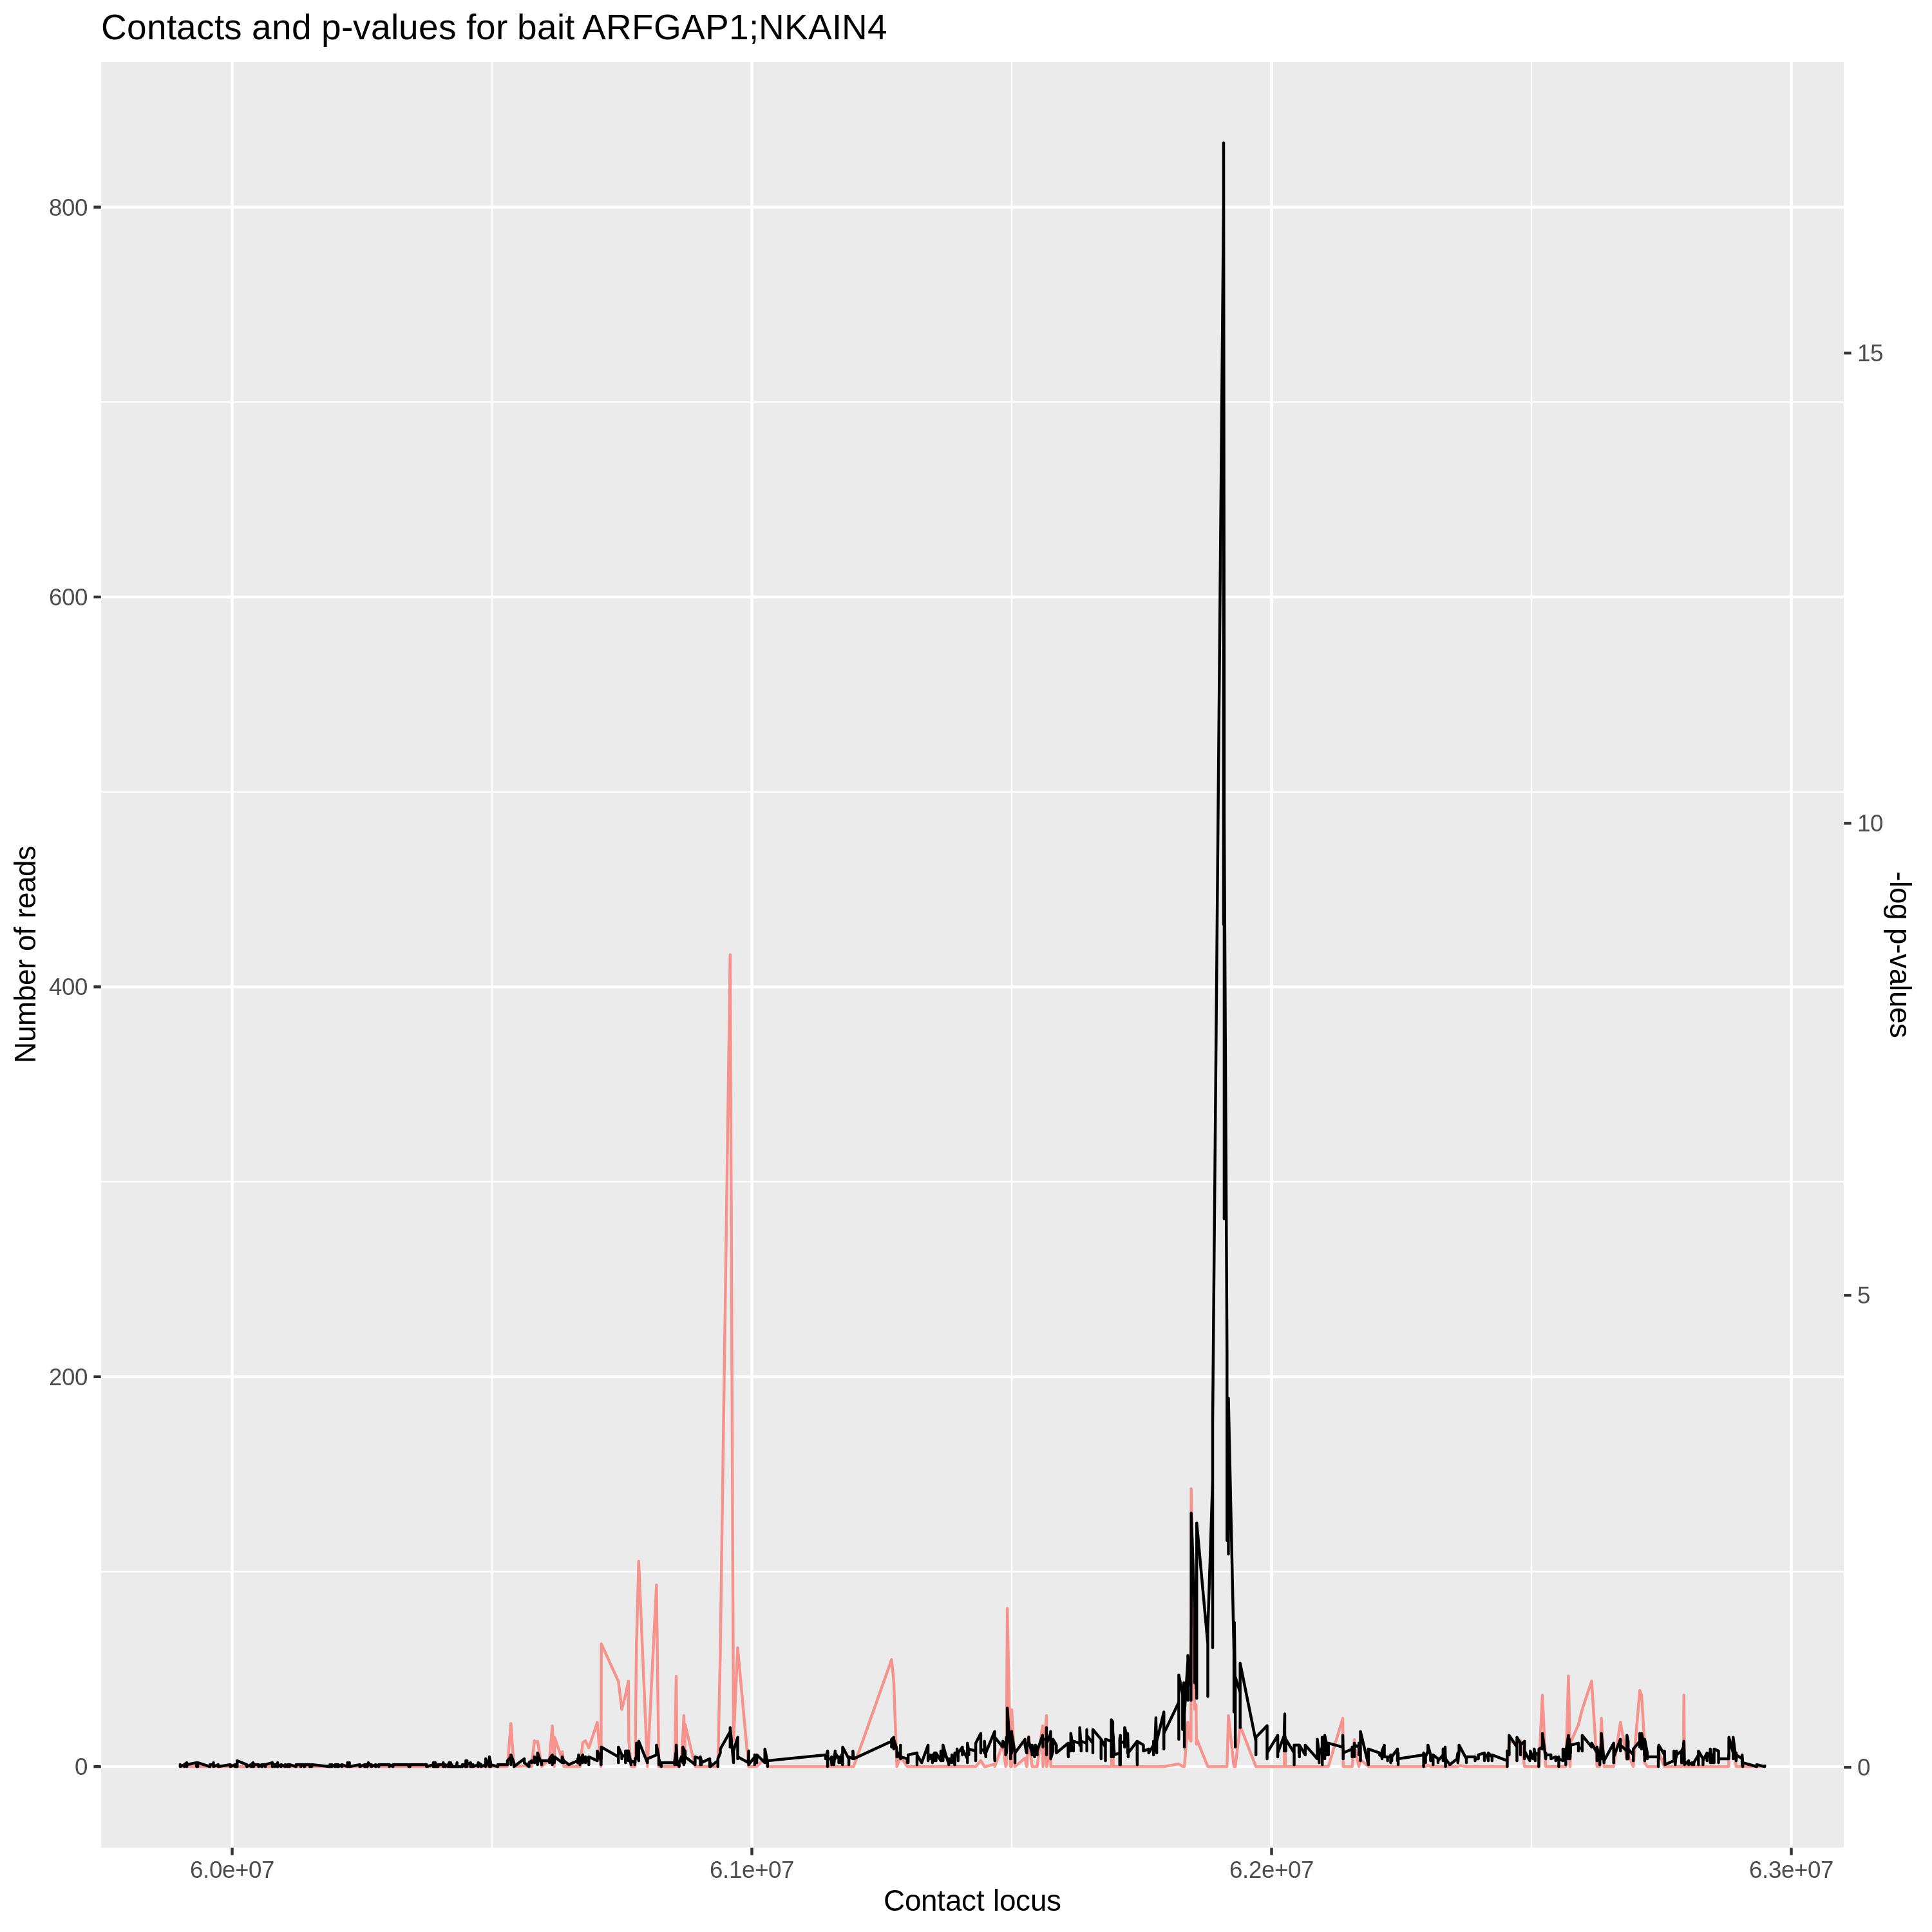 Contacts and p-values for bait ARFGAP1;NKAIN4
800
600
400
200
0
Number of reads
15
10
5
0
-log p-values
6.0e+07
6.1e+07
6.2e+07
6.3e+07
Contact locus